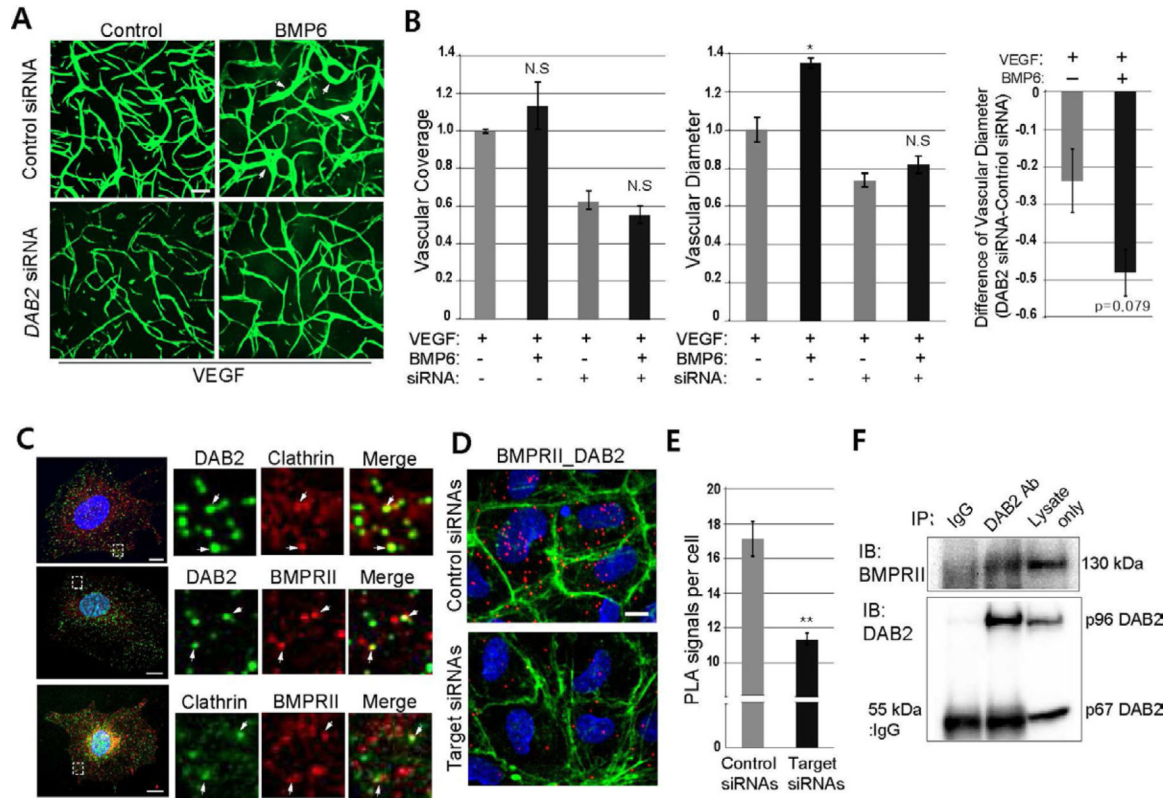 A
Control
BMP6
Control siRNA
DAB2 siRNA
VEGF
B
Vascular Coverage
1.4
1.2
1.0
0.8
0.6
0.4
0.2
0
N.S
N.S
VEGF: + + + +
BMP6: - + - +
siRNA: - - + +
Vascular Diameter
1.4
1.2
1.0
0.8
0.6
0.4
0.2
0
*
N.S
VEGF: + + + +
BMP6: - + - +
siRNA: - - + +
VEGF: + +
BMP6: − +
Difference of Vascular Diameter
(DAB2 siRNA-Contril siRNA)
0
-0.1
-0.2
-0.3
-0.4
-0.5
-0.6
p=0.079
C
DAB2 Clathrin Merge
DAB2 BMPRII Merge
Clathrin BMPRII Merge
D
BMPRII_DAB2
Control siRNAs
Target siRNAs
E
PLA signals per cell
20
18
16
14
12
10
2
0
**
Control
siRNAs
Target
siRNAs
F
IP: IgG DAB2 Ab Lysate only
IB:
BMPRII
130 kDa
IB:
DAB2
p96 DAB2
55 kDa
:IgG
p67 DAB2